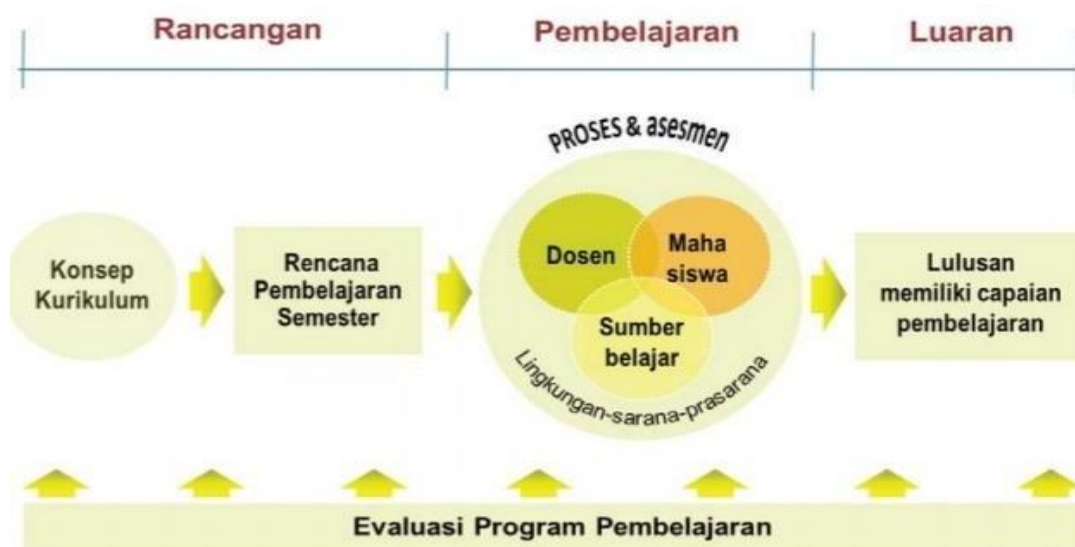 Rancangan
Pembelajaran
Luaran
PROSES & asesmen
Konsep
Kurikulum
Rencana
Pembelajaran
Semester
Dosen
Maha
siswa
Sumber
belajar
Lingkungan-sarana-prasarana
Lulusan
memiliki capaian
pembelajaran
Evaluasi Program Pembelajaran